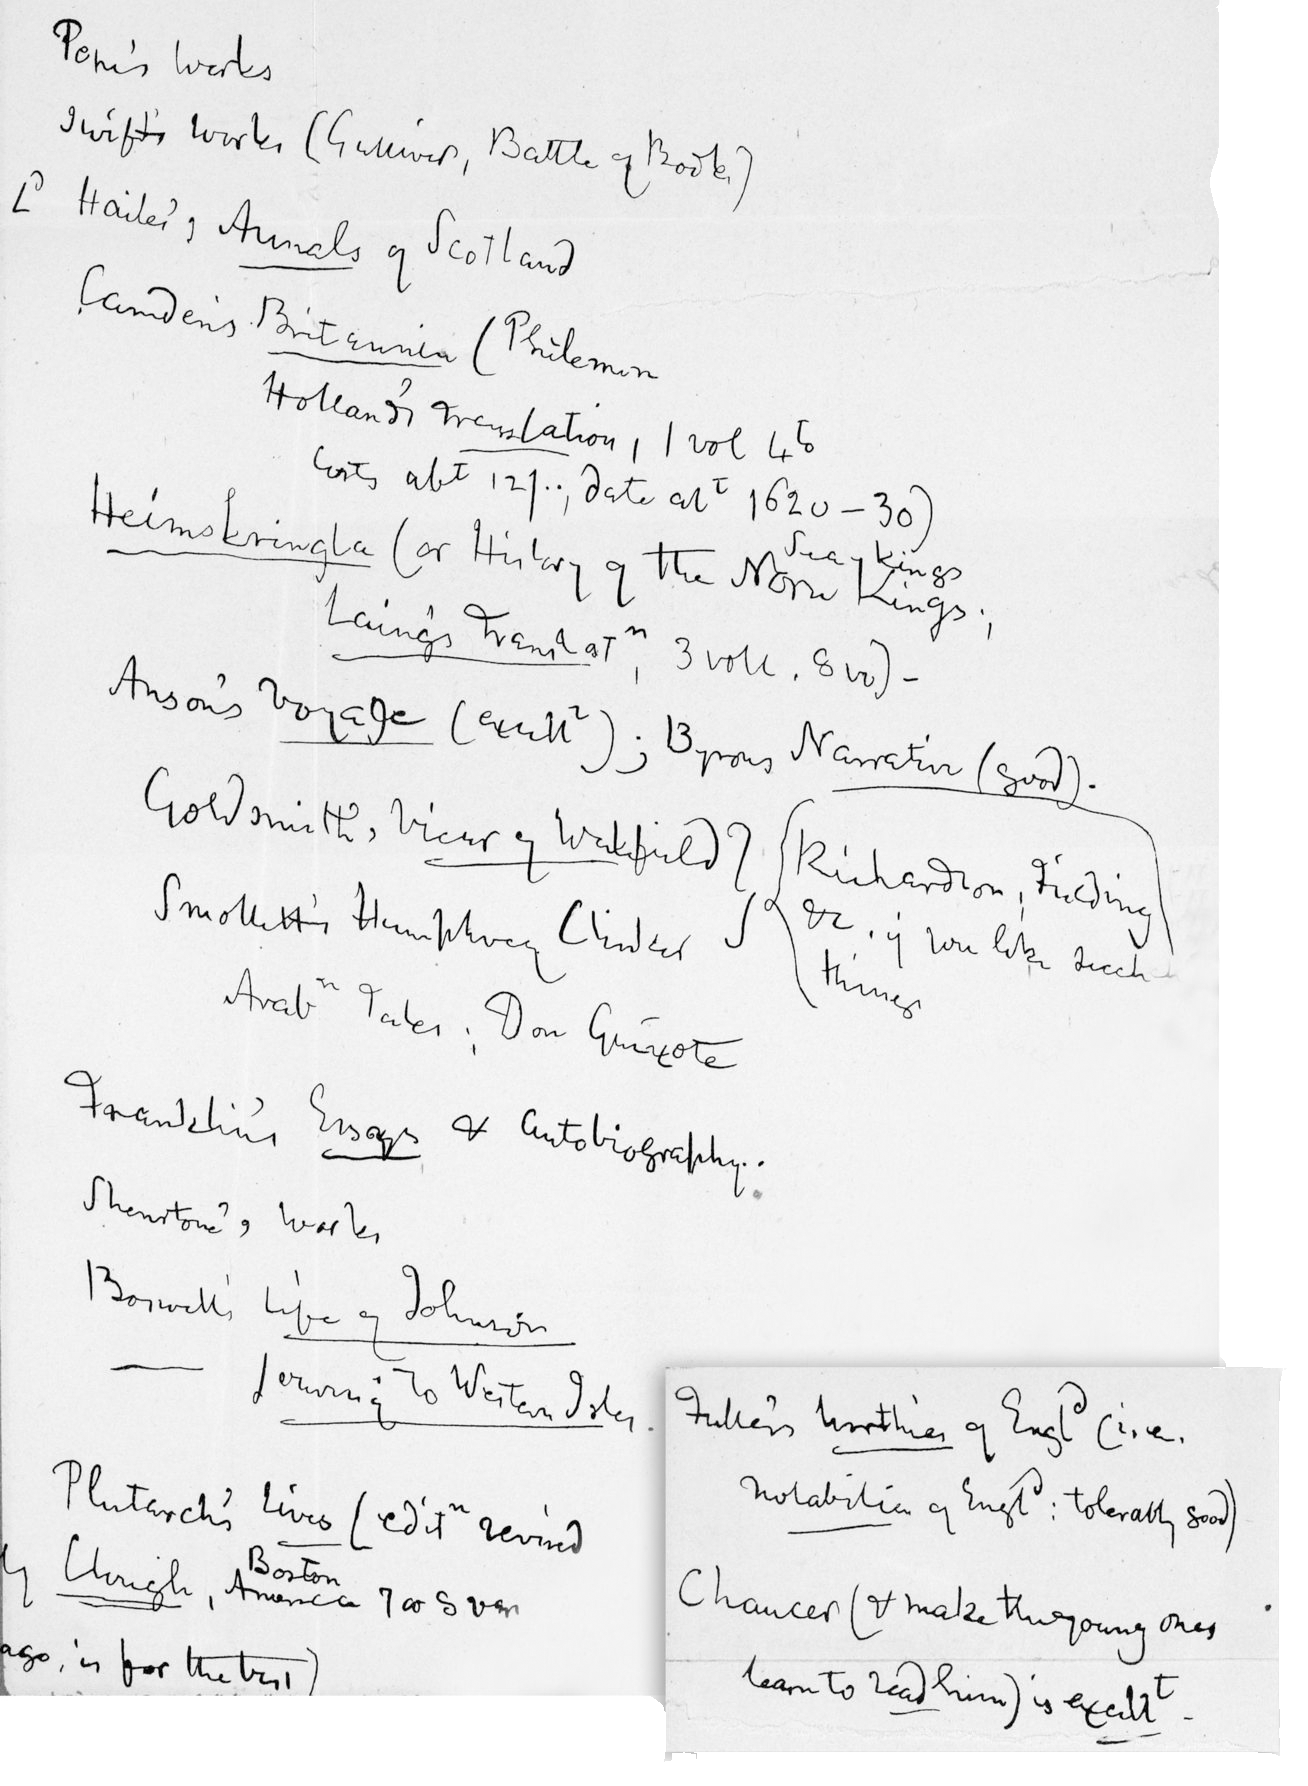 Pope's Works
Swift's Works (Gulliver, Battle of Books)
Ld Hailes's Annals of Scotland
Camden's Britannia (Philemon
Holland's translation, 1 vol 4to
costs abt 12/..; date abt 1620–30)
Heimskringla (or History of the Norse Kings;
Sea kings
Laing's Translatn, 3 voll. 8vo) –
Anson's Voyage (excellt); Byron's Narrative (good).
Goldsmith's Vicar of Wakefield
Smollett's Humphrey Clinker
{Richardson, Fielding
&c, if you like such
things
Arabn Tales; Don Quixote
Franklin's Essays & Autobiography.
Shenstone's Works
Boswell's Life of Johnson
—— Journey to Western Isles.
Plutarch's Lives (editn revised
by Clough, Boston America 7 or 8 years
ago, is far the best)
Fuller's Worthies of Engld (i.e.
notabilia of Engld: tolerably good)
Chaucer (& make the young ones
learn to read him) is excellt –